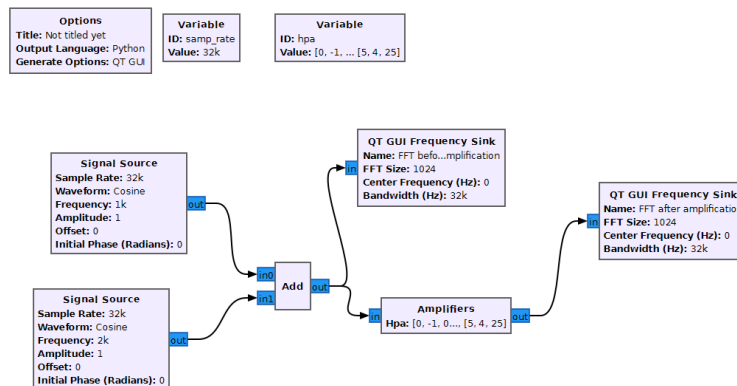 Options
Title: Not titled yet
Output Language: Python
Generate Options: QT GUI
Variable
ID: samp_rate
Value: 32k
Variable
ID: hpa
Value: [0, -1, ... [5, 4, 25]
Signal Source
Sample Rate: 32k
Waveform: Cosine
Frequency: 1k
Amplitude: 1
Offset: 0
Initial Phase (Radians): 0
out
Signal Source
Sample Rate: 32k
Waveform: Cosine
Frequency: 2k
Amplitude: 1
Offset: 0
Initial Phase (Radians): 0
out
in0
in1
Add
out
in
QT GUI Frequency Sink
Name: FFT befo...mplification
FFT Size: 1024
Center Frequency (Hz): 0
Bandwidth (Hz): 32k
in
Amplifiers
Hpa: [0, -1, 0..., [5, 4, 25]
out
in
QT GUI Frequency Sink
Name: FFT after amplificatio
FFT Size: 1024
Center Frequency (Hz): 0
Bandwidth (Hz): 32k